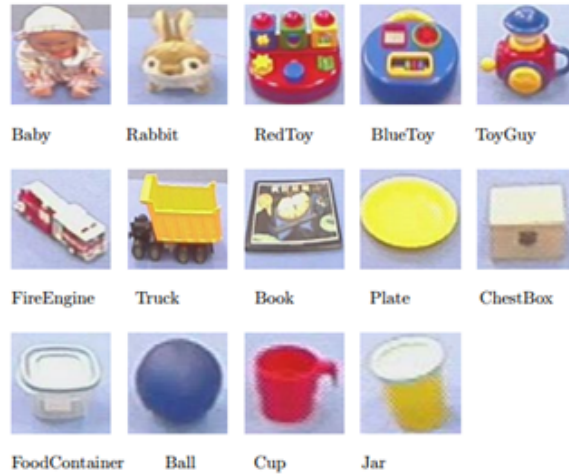 Baby Rabbit RedToy BlueToy ToyGuy
FireEngine Truck Book Plate ChestBox
FoodContainer Ball Cup Jar